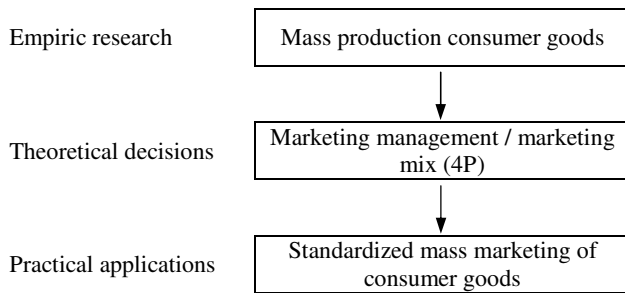 Empiric research
Mass production consumer goods
Theoretical decisions
Marketing management / marketing
mix (4P)
Practical applications
Standardized mass marketing of
consumer goods